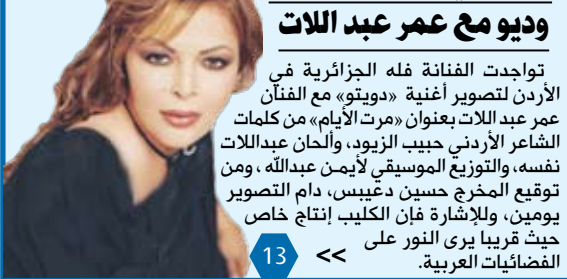 وديو مع عمر عبد اللات
تواجدت الفنانة فله الجزائرية في
الأردن لتصوير أغنية «دويتو» مع الفنان
عمر عبد اللات بعنوان «مرت الأيام» من كلمات
الشاعر الأردني حبيب الزيود، وألحان عبداللات
نفسه، والتوزيع الموسيقي لأيمن عبدالله ، ومن
توقيع المخرج حسين دعيبس، دام التصوير
يومين، وللإشارة فإن الكليب إنتاج خاص
حيث قريبا يرى النور على
الفضائيات العربية. >> 13